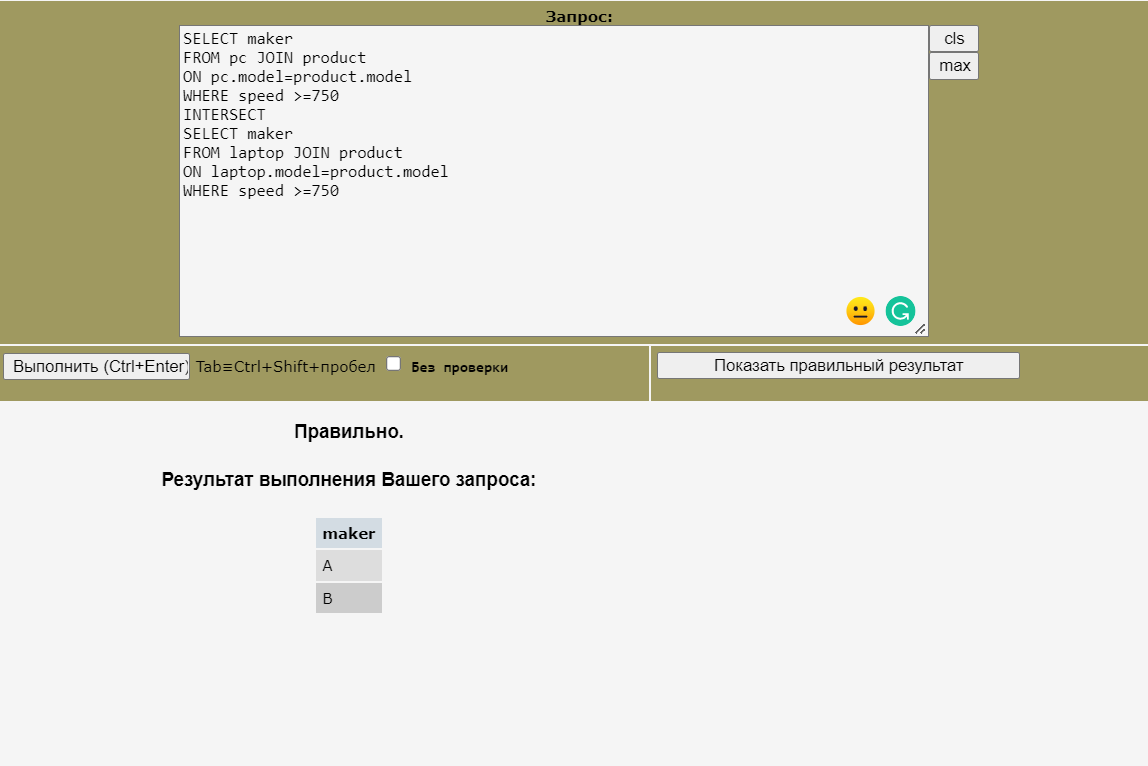 Запрос:
SELECT maker
FROM pc JOIN product
ON pc.model=product.model
WHERE speed >=750
INTERSECT
SELECT maker
FROM laptop JOIN product
ON laptop.model=product.model
WHERE speed >=750
cls
max
Выполнить (Ctrl+Enter) Tab≡Ctrl+Shift+пробел Без проверки
Показать правильный результат
Правильно.
Результат выполнения Вашего запроса:
maker
A
B